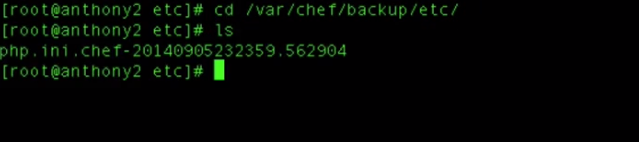 [root@anthony2 etc]# cd /var/chef/backup/etc/
[root@anthony2 etc]# ls
php.ini.chef-20140905232359.562904
[root@anthony2 etc]#